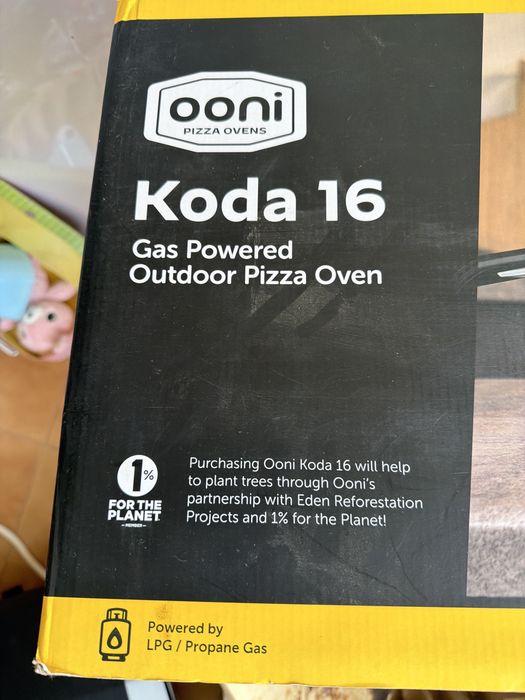 ooni
PIZZA OVENS
Koda 16
Gas Powered
Outdoor Pizza Oven
1%
FOR THE
PLANET
MEMBER
Purchasing Ooni Koda 16 will help
to plant trees through Ooni's
partnership with Eden Reforestation
Projects and 1% for the Planet!
Powered by
LPG / Propane Gas